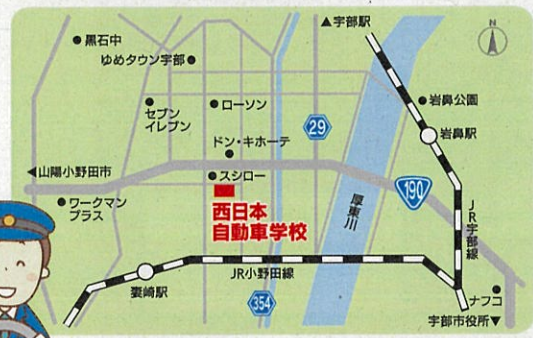 ▲宇部駅
N
黒石中
ゆめタウン宇部
セブン
イレブン
ローソン
29
岩鼻公園
岩鼻駅
ドン・キホーテ
◀山陽小野田市
スシロー
190
ワークマン
プラス
西日本
自動車学校
厚東川
JR宇部線
JR小野田線
妻崎駅
354
ナフコ
宇部市役所▼